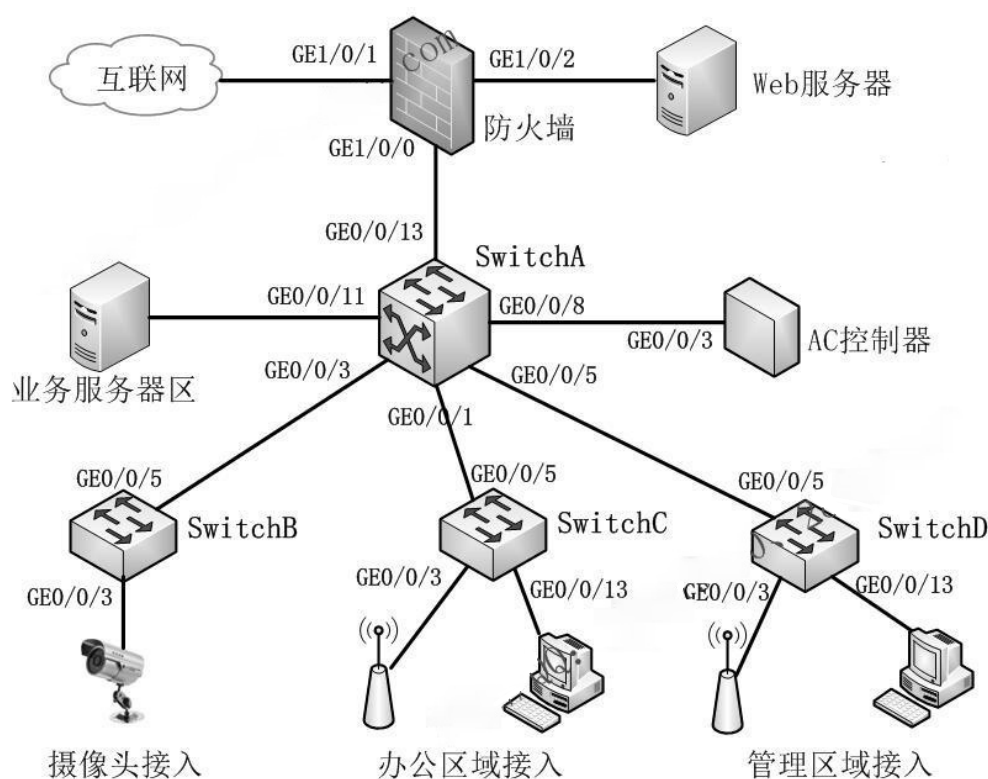 com
GE1/0/1
GE1/0/2
互联网
Web服务器
防火墙
GE1/0/0
GE0/0/13
SwitchA
GE0/0/11
GE0/0/8
GE0/0/3
AC控制器
业务服务器区
GE0/0/3
GE0/0/5
GE0/0/1
GE0/0/5
GE0/0/5
GE0/0/5
SwitchB
SwitchC
SwitchD
GE0/0/3
GE0/0/3
GE0/0/13
GE0/0/3
GE0/0/13
摄像头接入
办公区域接入
管理区域接入